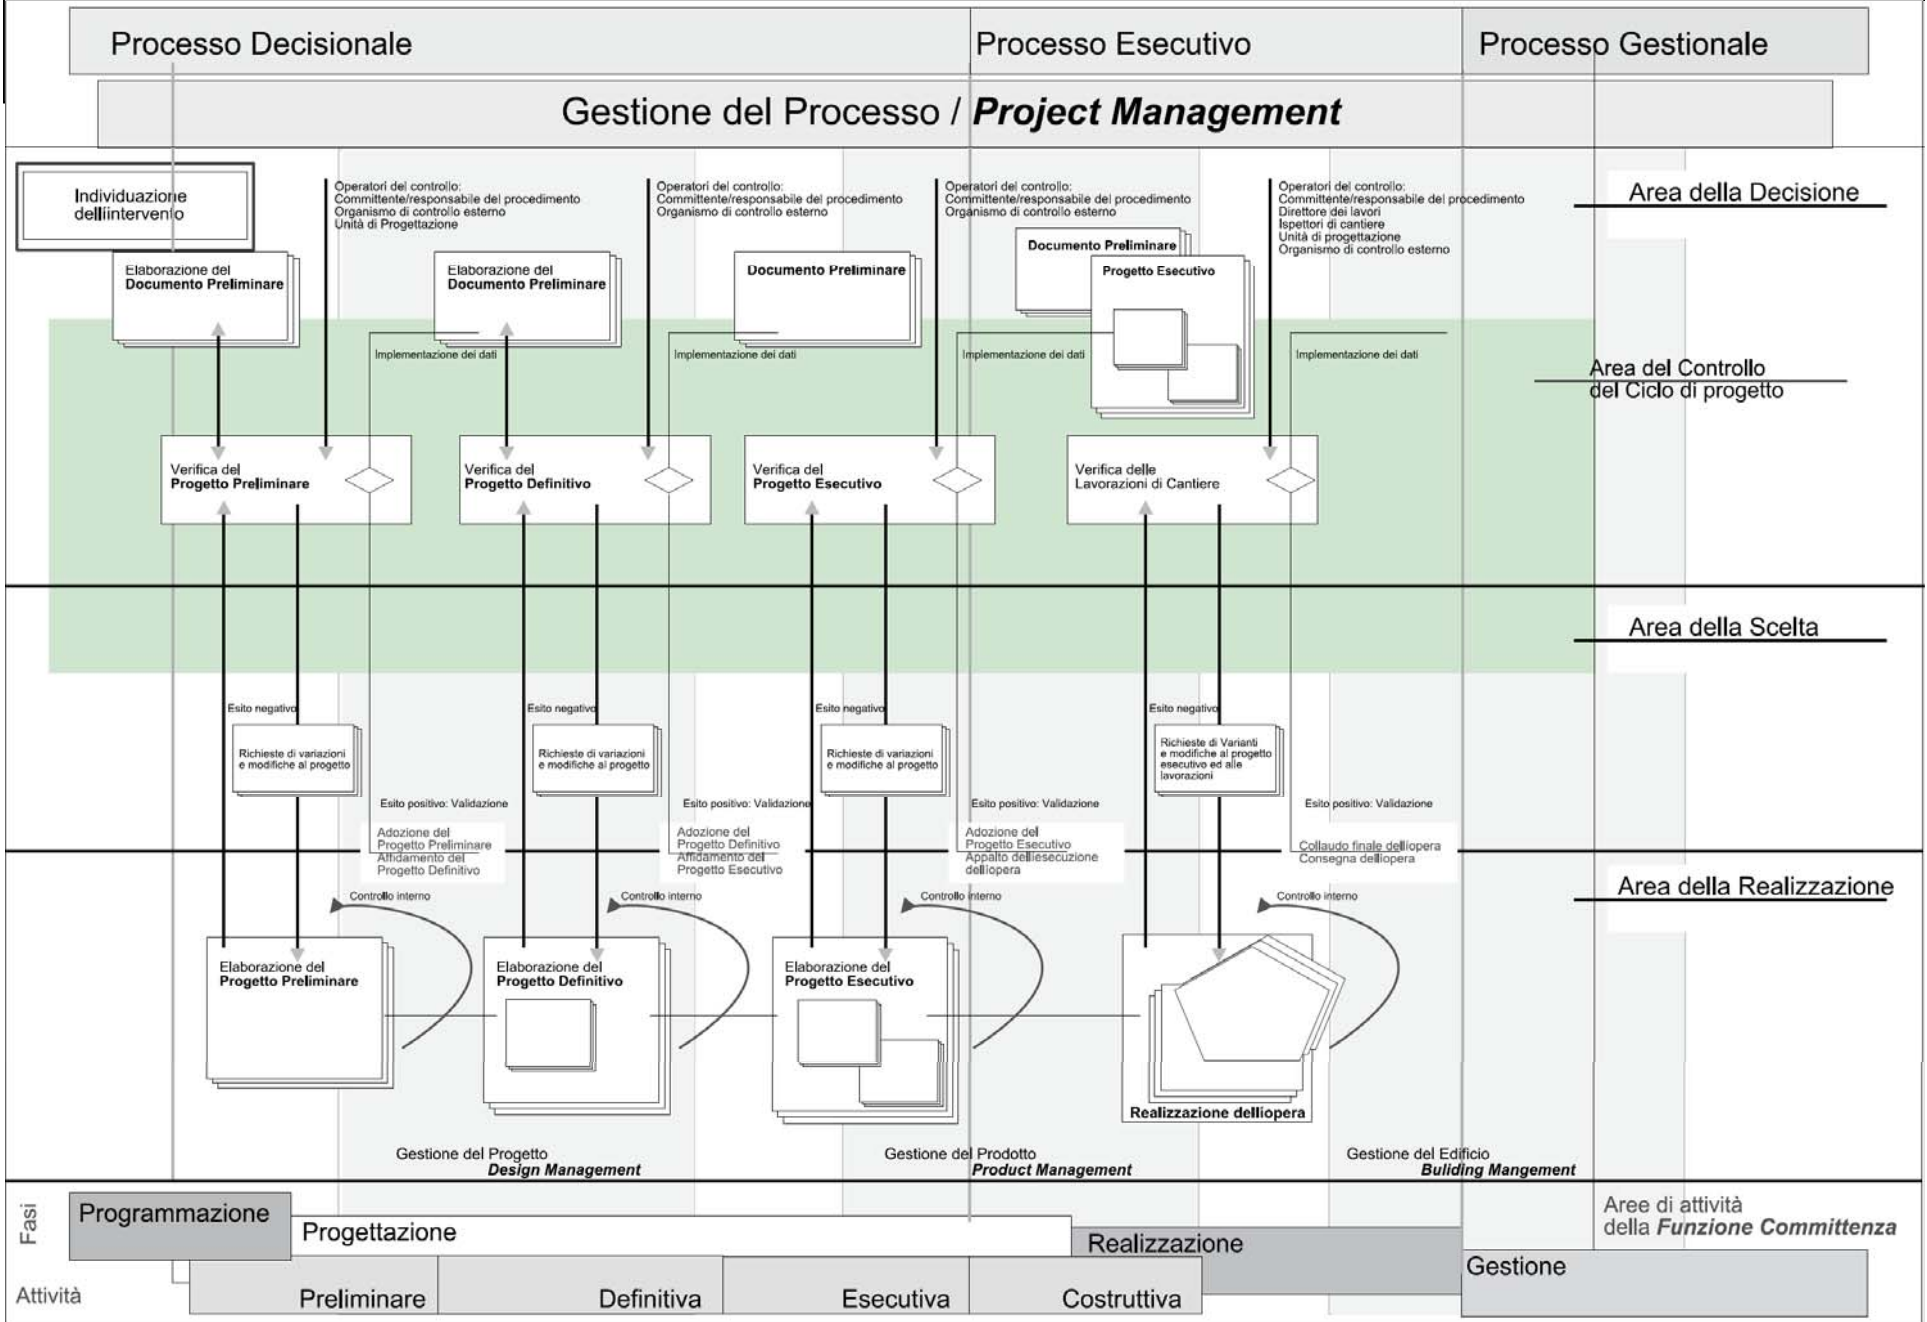 Processo Decisionale
Processo Esecutivo
Processo Gestionale
Gestione del Processo / Project Management
Individuazione
delliintervento
Operatori del controllo:
Committente/responsabile del procedimento
Organismo di controllo esterno
Unità di Progettazione
Operatori del controllo:
Committente/responsabile del procedimento
Organismo di controllo esterno
Operatori del controllo:
Committente/responsabile del procedimento
Organismo di controllo esterno
Operatori del controllo:
Committente/responsabile del procedimento
Direttore dei lavori
Ispettori di cantiere
Unità di progettazione
Organismo di controllo esterno
Area della Decisione
Elaborazione del
Documento Preliminare
Elaborazione del
Documento Preliminare
Documento Preliminare
Documento Preliminare
Progetto Esecutivo
Implementazione dei dati
Implementazione dei dati
Implementazione dei dati
Implementazione dei dati
Area del Controllo
del Ciclo di progetto
Verifica del
Progetto Preliminare
Verifica del
Progetto Definitivo
Verifica del
Progetto Esecutivo
Verifica delle
Lavorazioni di Cantiere
Area della Scelta
Esito negativo
Esito negativo
Esito negativo
Esito negativo
Richieste di variazioni
e modifiche al progetto
Richieste di variazioni
e modifiche al progetto
Richieste di variazioni
e modifiche al progetto
Richieste di Varianti
e modifiche al progetto
esecutivo ed alle
lavorazioni
Esito positivo: Validazione
Esito positivo: Validazione
Esito positivo: Validazione
Esito positivo: Validazione
Adozione del
Progetto Preliminare
Affidamento del
Progetto Definitivo
Adozione del
Progetto Definitivo
Affidamento del
Progetto Esecutivo
Adozione del
Progetto Esecutivo
Appalto delliesecuzione
delliopera
Collaudo finale delliopera
Consegna delliopera
Area della Realizzazione
Controllo interno
Controllo interno
Controllo interno
Controllo interno
Elaborazione del
Progetto Preliminare
Elaborazione del
Progetto Definitivo
Elaborazione del
Progetto Esecutivo
Realizzazione delliopera
Gestione del Progetto
Design Management
Gestione del Prodotto
Product Management
Gestione del Edificio
Buliding Mangement
Fasi
Programmazione
Progettazione
Realizzazione
Gestione
Aree di attività
della Funzione Committenza
Attività
Preliminare
Definitiva
Esecutiva
Costruttiva